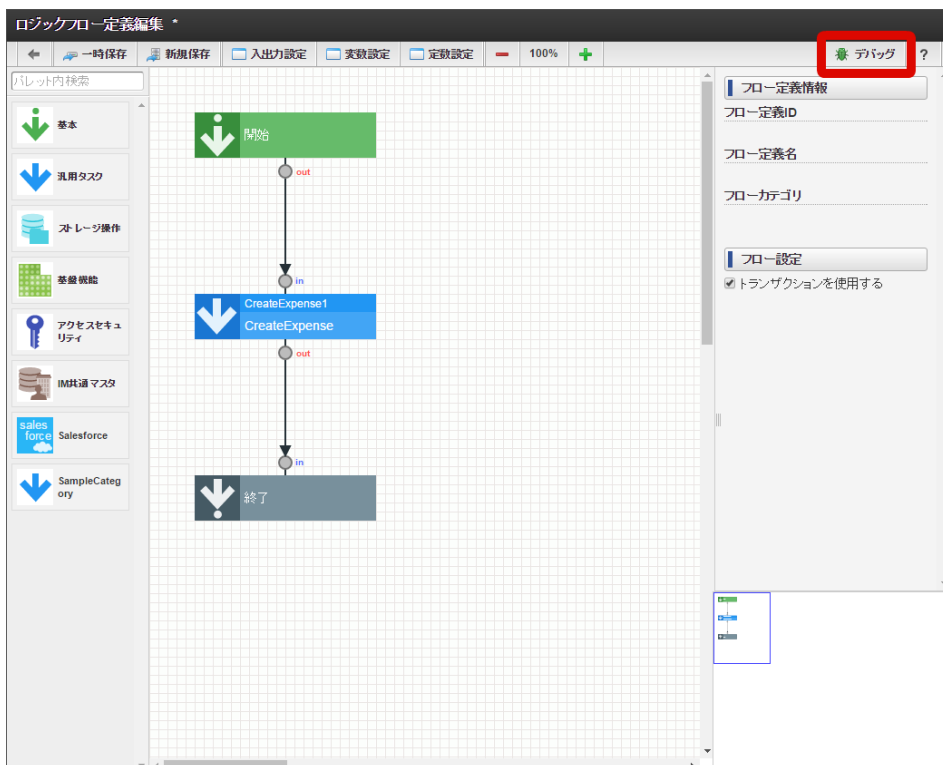 ロジックフロー定義編集 *
一時保存 新規保存 入出力設定 変数設定 定数設定 100% デバッグ ?
パレット内検索
基本
汎用タスク
ストレージ操作
基盤機能
アクセスセキュ
リティ
IM共通マスタ
sales
force
Salesforce
SampleCateg
ory
開始
out
in
CreateExpense1
CreateExpense
out
in
終了
フロー定義情報
フロー定義ID
フロー定義名
フローカテゴリ
フロー設定
トランザクションを使用する